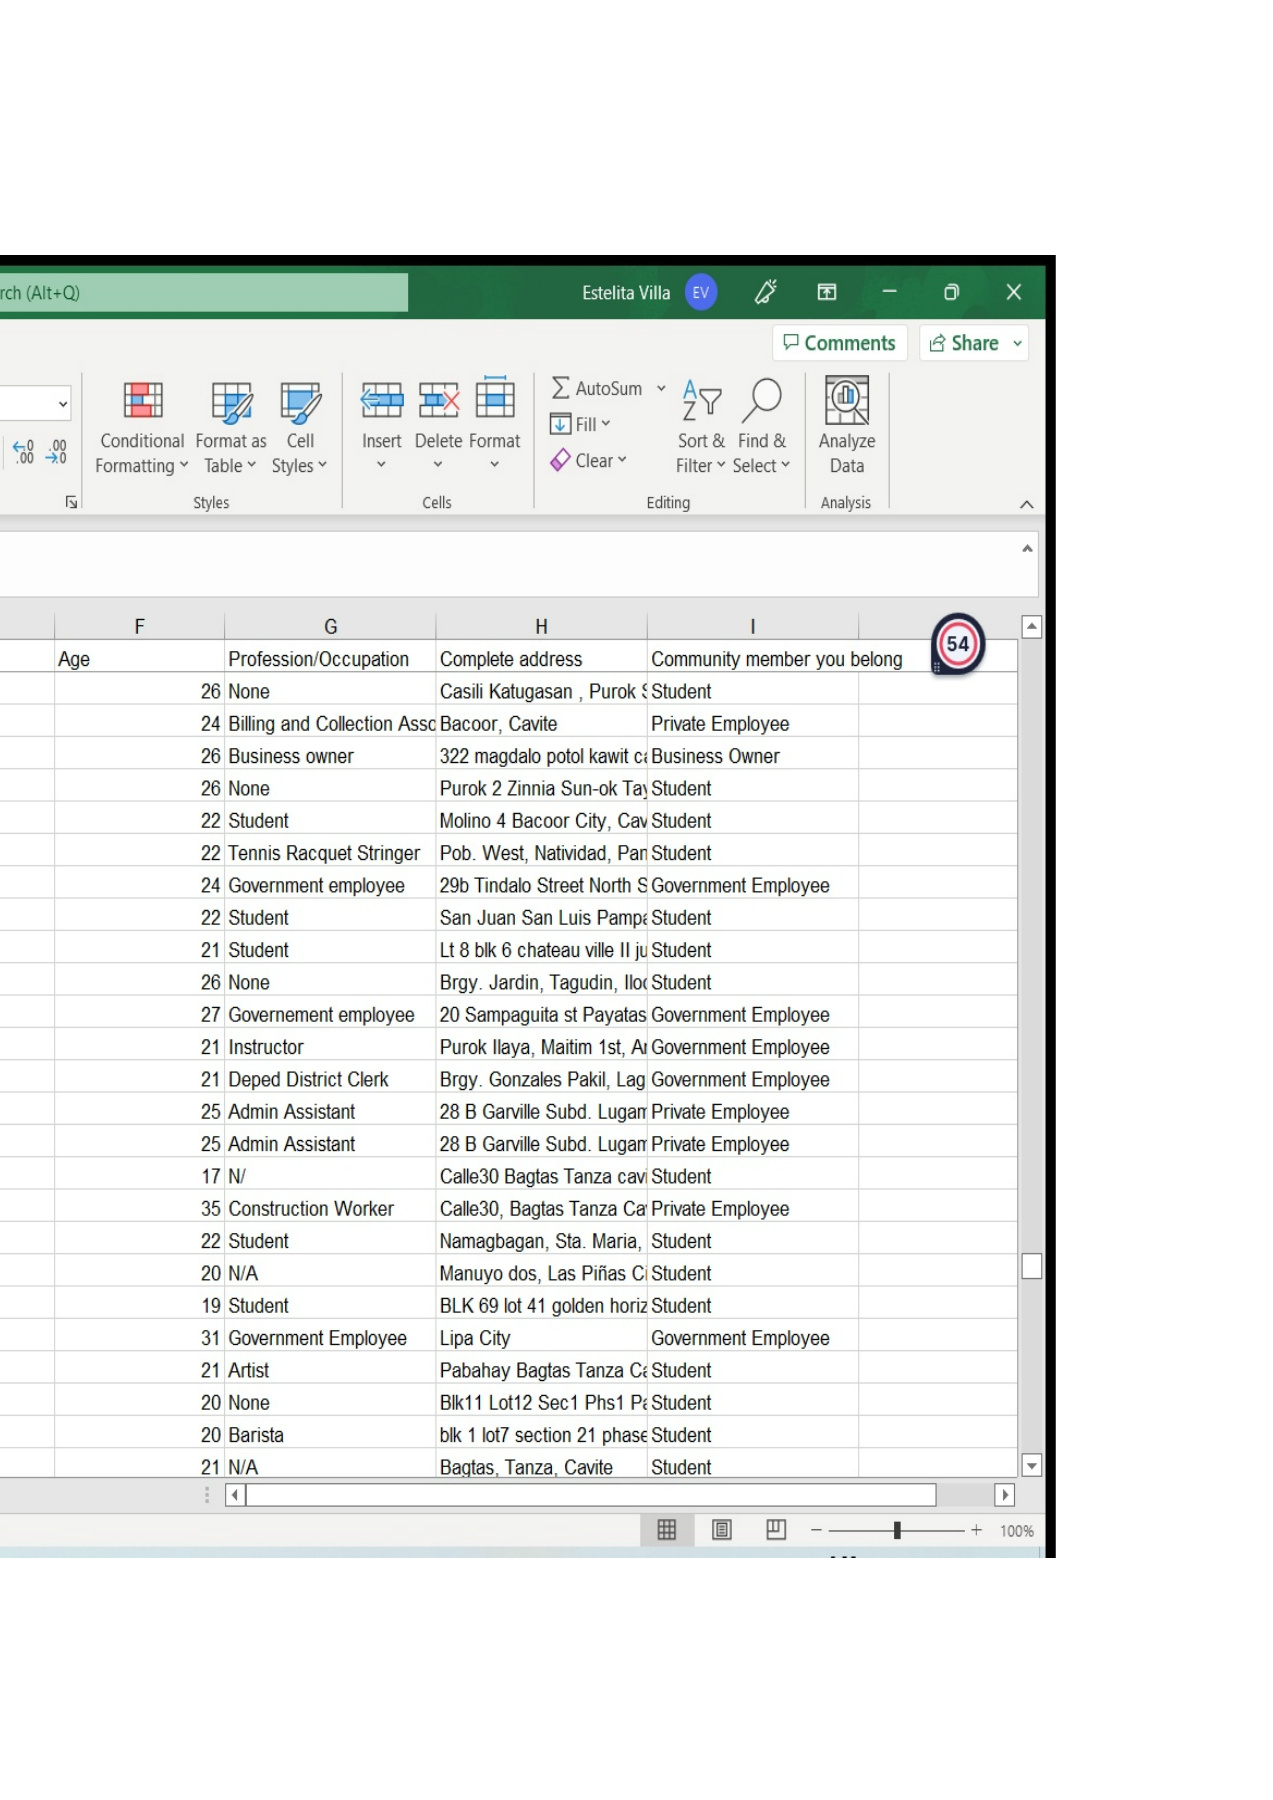 rch (Alt+Q) Estelita Villa EV
Comments Share
Conditional Formatting Format as Table Cell Styles Insert Delete Format AutoSum Fill Clear Sort & Filter Find & Select Analyze Data
Styles Cells Editing Analysis
F G H I
54
Age Profession/Occupation Complete address Community member you belong
26 None Casili Katugasan , Purok S Student
24 Billing and Collection Asso Bacoor, Cavite Private Employee
26 Business owner 322 magdalo potol kawit ca Business Owner
26 None Purok 2 Zinnia Sun-ok Tay Student
22 Student Molino 4 Bacoor City, Cav Student
22 Tennis Racquet Stringer Pob. West, Natividad, Pan Student
24 Government employee 29b Tindalo Street North S Government Employee
22 Student San Juan San Luis Pampa Student
21 Student Lt 8 blk 6 chateau ville II ju Student
26 None Brgy. Jardin, Tagudin, Iloc Student
27 Governement employee 20 Sampaguita st Payatas Government Employee
21 Instructor Purok Ilaya, Maitim 1st, Am Government Employee
21 Deped District Clerk Brgy. Gonzales Pakil, Lag Government Employee
25 Admin Assistant 28 B Garville Subd. Lugam Private Employee
25 Admin Assistant 28 B Garville Subd. Lugam Private Employee
17 N/ Calle30 Bagtas Tanza cavi Student
35 Construction Worker Calle30, Bagtas Tanza Cav Private Employee
22 Student Namagbagan, Sta. Maria, Student
20 N/A Manuyo dos, Las Piñas Ci Student
19 Student BLK 69 lot 41 golden horiz Student
31 Government Employee Lipa City Government Employee
21 Artist Pabahay Bagtas Tanza Ca Student
20 None Blk11 Lot12 Sec1 Phs1 Pa Student
20 Barista blk 1 lot7 section 21 phase Student
21 N/A Bagtas, Tanza, Cavite Student
100%